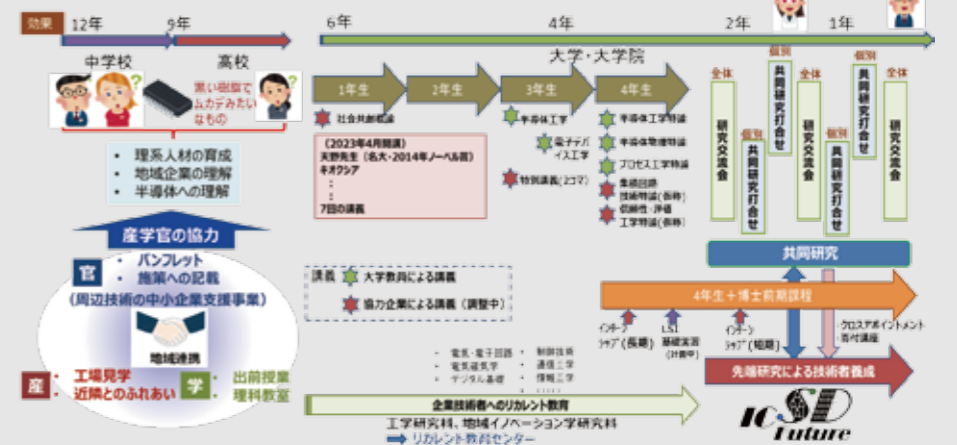 効果
12年
9年
6年
4年
2年
1年
中学校
高校
大学・大学院
黒い樹脂で
ムカデみたい
なもの
?
?
・ 理系人材の育成
・ 地域企業の理解
・ 半導体への理解
産学官の協力
官
・ パンフレット
・ 施策への記載
(周辺技術の中小企業支援事業)
地域連携
産
・ 工場見学
・ 近隣とのふれあい
学
・ 出前授業
・ 理科教室
1年生
2年生
3年生
4年生
社会共創概論
(2023年4月開講)
天野先生(名大・2014年ノーベル賞)
キオクシア
:
:
7回の講義
半導体工学
電子デバ
イス工学
特別講義(2コマ)
半導体工学特論
半導体物理特論
プロセス工学特論
集積回路
技術特論(仮称)
信頼性・評価
工学特論(仮称)
講義
大学教員による講義
協力企業による講義(調整中)
全体
研究交流会
個別
共同研究打合せ
個別
共同研究打合せ
全体
研究交流会
個別
共同研究打合せ
個別
共同研究打合せ
全体
研究交流会
共同研究
4年生+博士前期課程
インターン
シップ(長期)
LSI
基礎実習
(計画中)
インターン
シップ(短期)
・クロスアポイントメント
・寄付講座
先端研究による技術者養成
・ 電気・電子回路
・ 電気磁気学
・ デジタル基礎
・ 制御技術
・ 通信工学
・ 情報工学
・ ......
企業技術者へのリカレント教育
工学研究科、地域イノベーション学研究科
リカレント教育センター
ICSD
Future